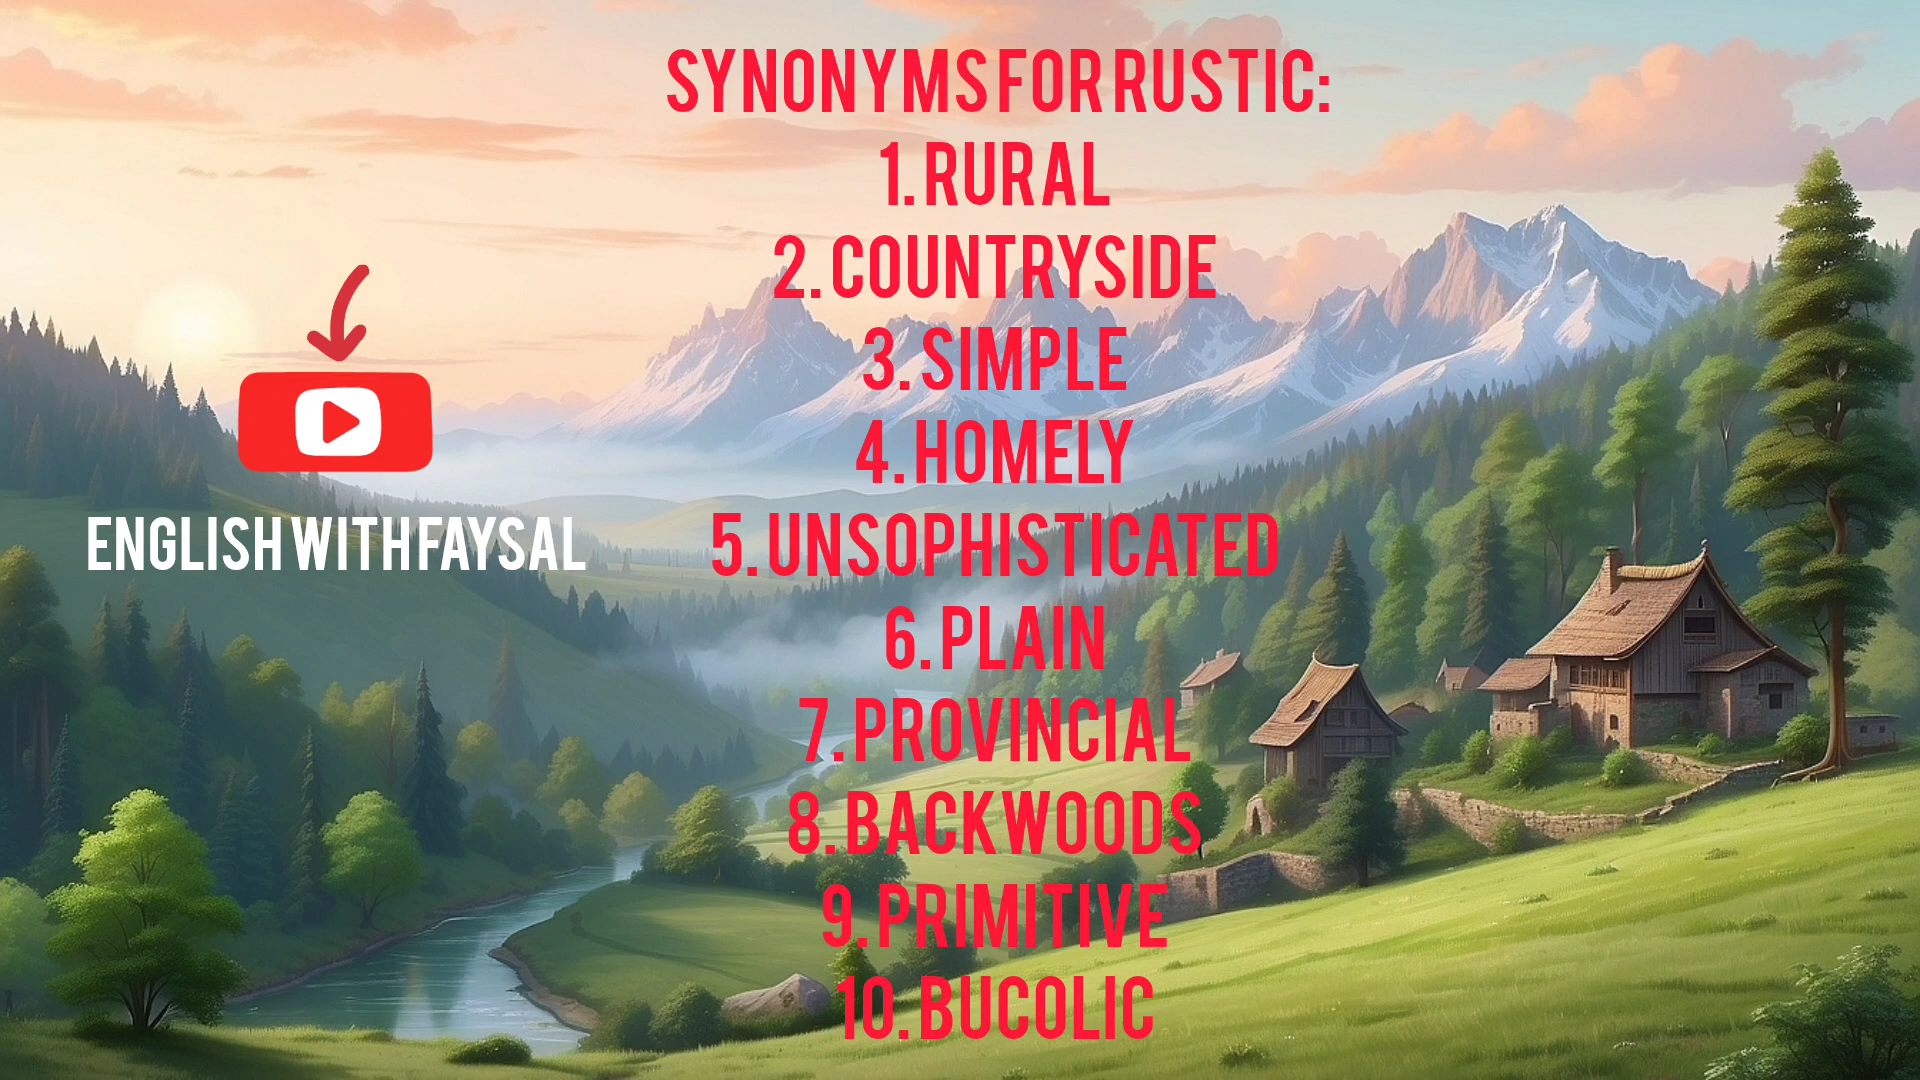 SYNONYMS FOR RUSTIC:
1. RURAL
2. COUNTRYSIDE
3. SIMPLE
4. HOMELY
5. UNSOPHISTICATED
6. PLAIN
7. PROVINCIAL
8. BACKWOODS
9. PRIMITIVE
10. BUCOLIC
ENGLISH WITH FAYSAL